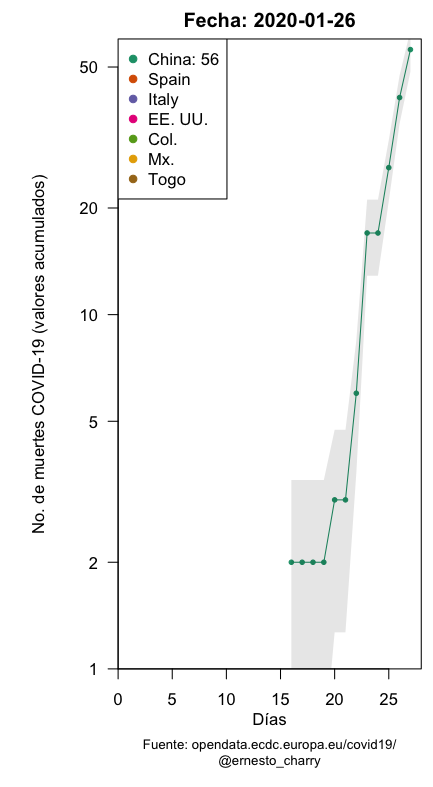 Fecha: 2020-01-26
China: 56
Spain
Italy
EE. UU.
Col.
Mx.
Togo
No. de muertes COVID-19 (valores acumulados)
50
20
10
5
2
1
0 5 10 15 20 25
Días
Fuente: opendata.ecdc.europa.eu/covid19/
@ernesto_charry